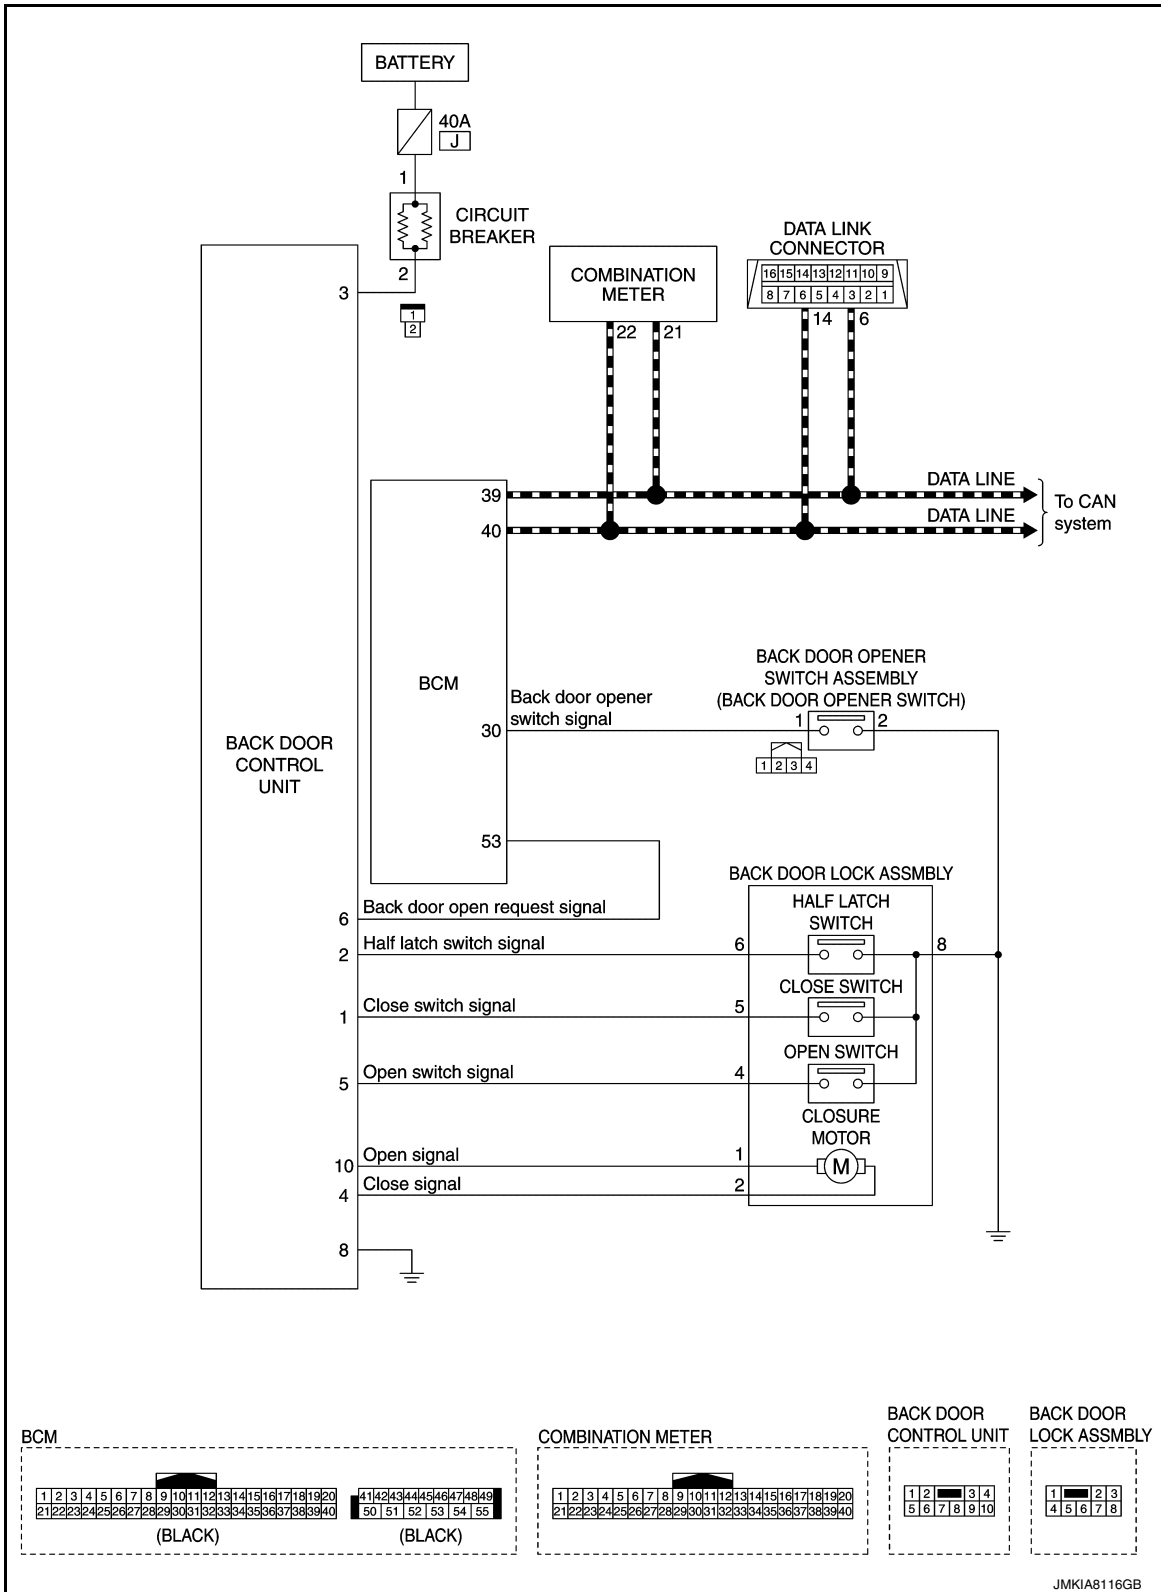 BATTERY
40A
J
1
CIRCUIT
BREAKER
2
3
1
2
COMBINATION
METER
22
21
DATA LINK
CONNECTOR
16 15 14 13 12 11 10 9
8 7 6 5 4 3 2 1
14
6
39
DATA LINE
40
DATA LINE
To CAN
system
BCM
BACK DOOR
CONTROL
UNIT
Back door opener
switch signal
30
BACK DOOR OPENER
SWITCH ASSEMBLY
(BACK DOOR OPENER SWITCH)
1
2
1 2 3 4
53
BACK DOOR LOCK ASSMBLY
6
Back door open request signal
HALF LATCH
SWITCH
2
Half latch switch signal
6
8
CLOSE SWITCH
1
Close switch signal
5
OPEN SWITCH
5
Open switch signal
4
CLOSURE
MOTOR
10
Open signal
1
M
4
Close signal
2
8
BCM
1 2 3 4 5 6 7 8 9 10 11 12 13 14 15 16 17 18 19 20
21 22 23 24 25 26 27 28 29 30 31 32 33 34 35 36 37 38 39 40
(BLACK)
41 42 43 44 45 46 47 48 49
50 51 52 53 54 55
(BLACK)
COMBINATION METER
1 2 3 4 5 6 7 8 9 10 11 12 13 14 15 16 17 18 19 20
21 22 23 24 25 26 27 28 29 30 31 32 33 34 35 36 37 38 39 40
BACK DOOR
CONTROL UNIT
1 2 3 4
5 6 7 8 9 10
BACK DOOR
LOCK ASSMBLY
1 2 3
4 5 6 7 8
JMKIA8116GB